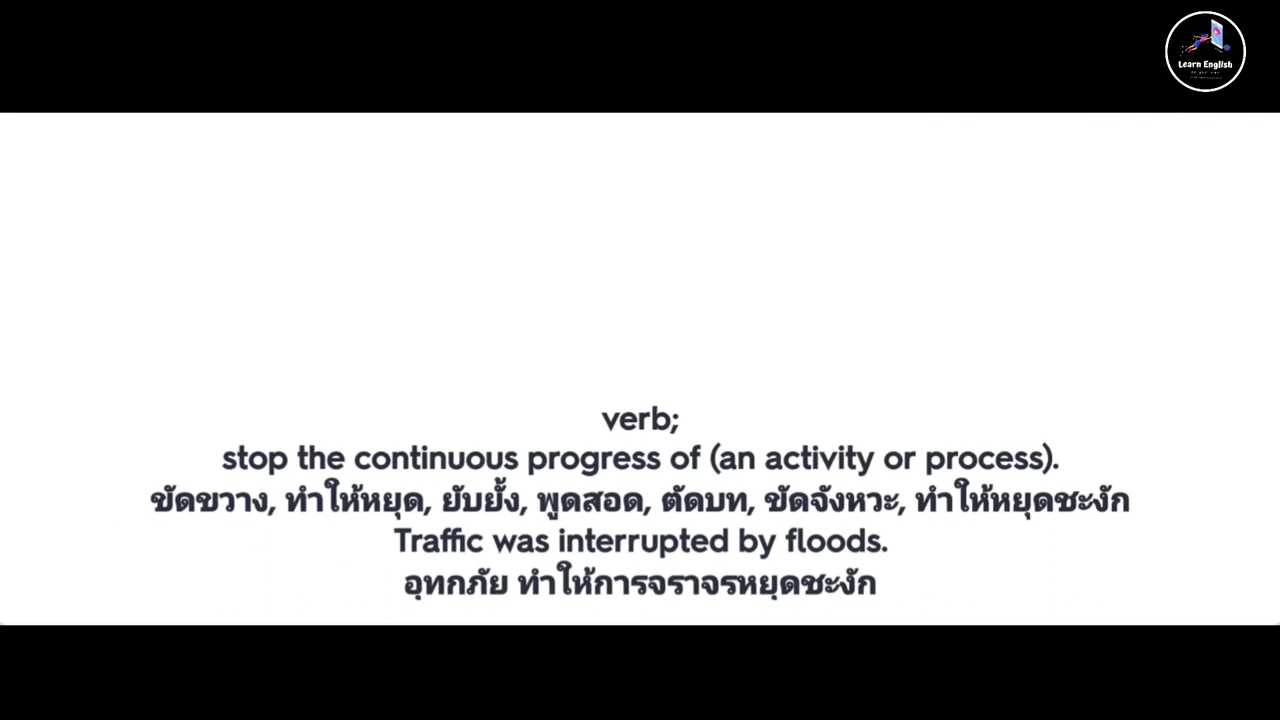 Learn English
verb;
stop the continuous progress of (an activity or process).
ขัดขวาง, ทำให้หยุด, ยับยั้ง, พูดสอด, ตัดบท, ขัดจังหวะ, ทำให้หยุดชะงัก
Traffic was interrupted by floods.
อุทกภัย ทำให้การจราจรหยุดชะงัก